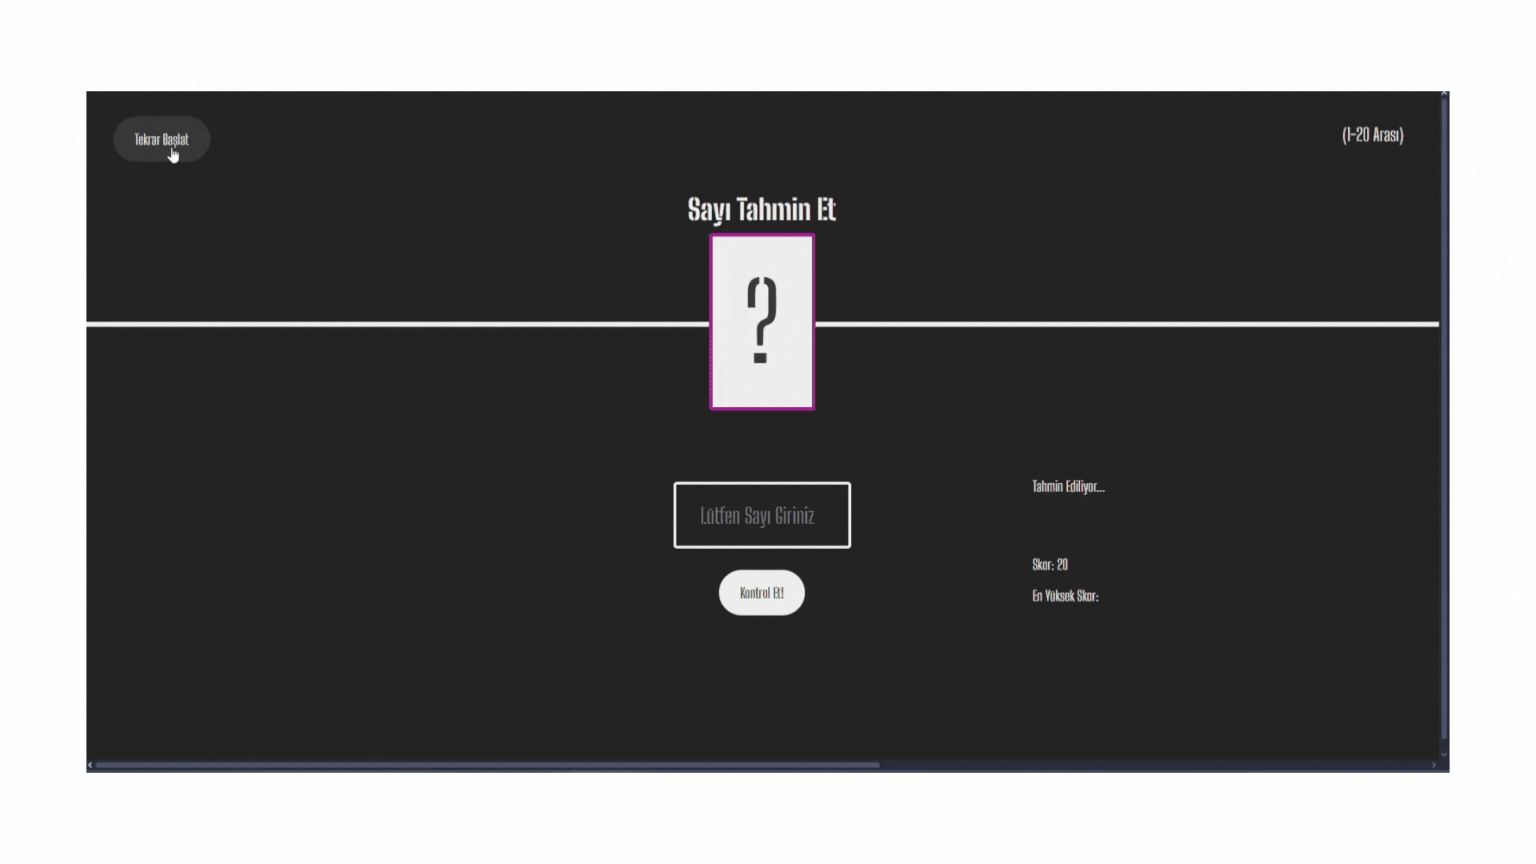 Tekrar Başlat
(1-20 Arası)
Sayı Tahmin Et
?
Lütfen Sayı Giriniz
Kontrol Et!
Tahmin Ediliyor...
Skor: 20
En Yüksek Skor: